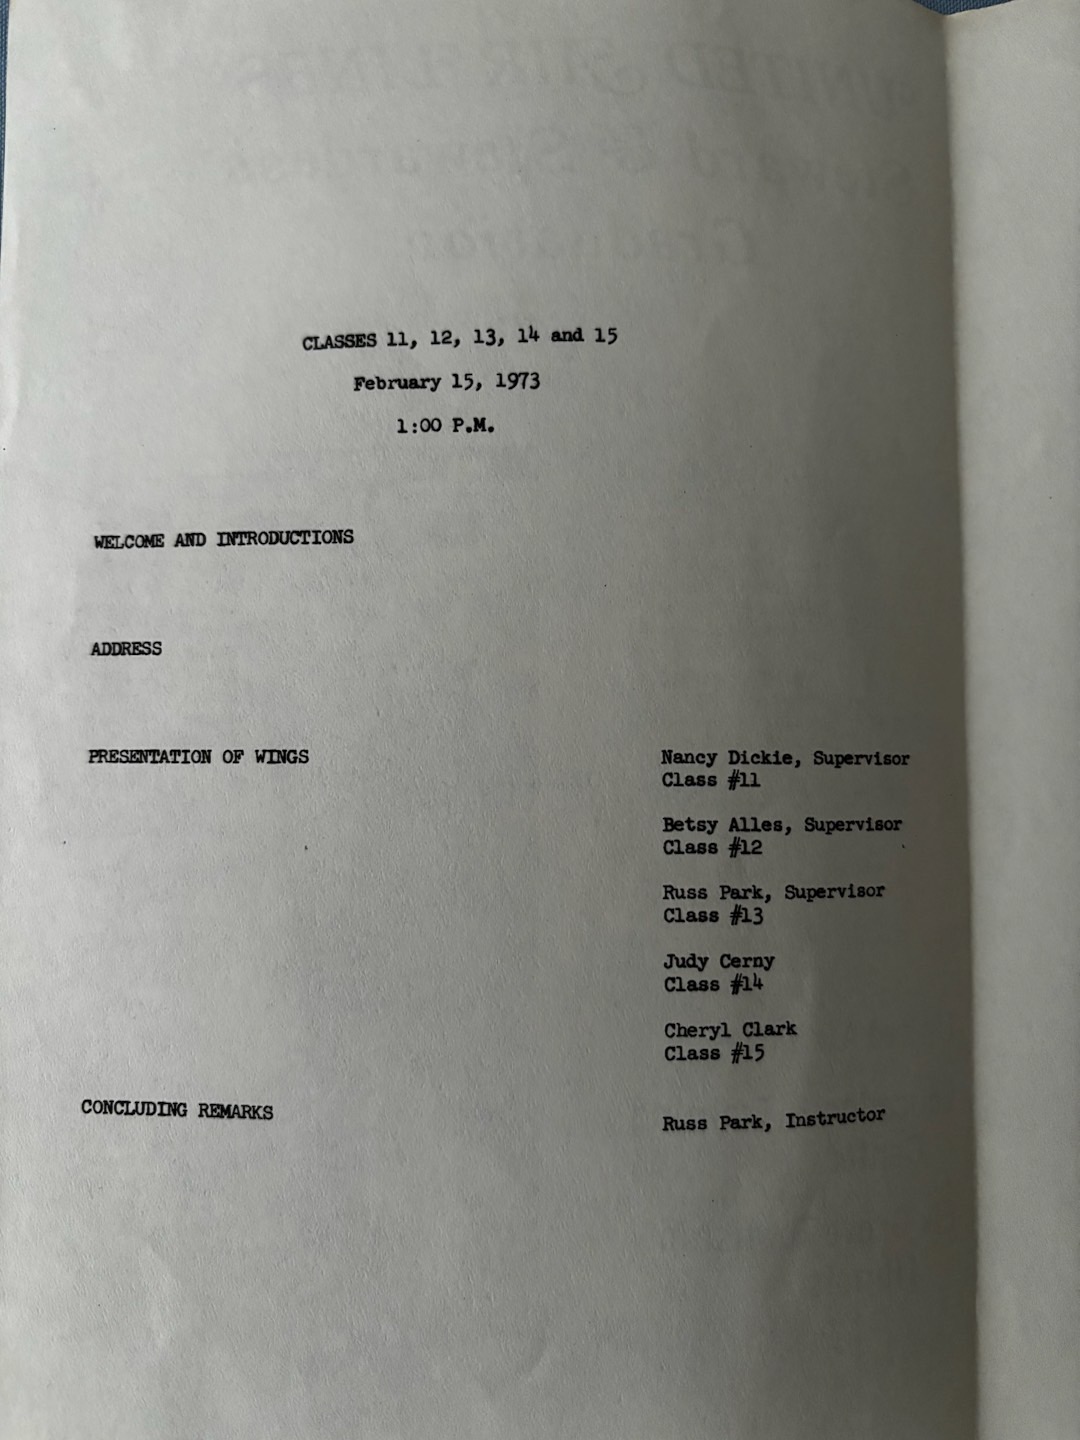 CLASSES 11, 12, 13, 14 and 15
February 15, 1973
1:00 P.M.
WELCOME AND INTRODUCTIONS
ADDRESS
PRESENTATION OF WINGS
Nancy Dickie, Supervisor
Class #11
Betsy Alles, Supervisor
Class #12
Russ Park, Supervisor
Class #13
Judy Cerny
Class #14
Cheryl Clark
Class #15
CONCLUDING REMARKS
Russ Park, Instructor